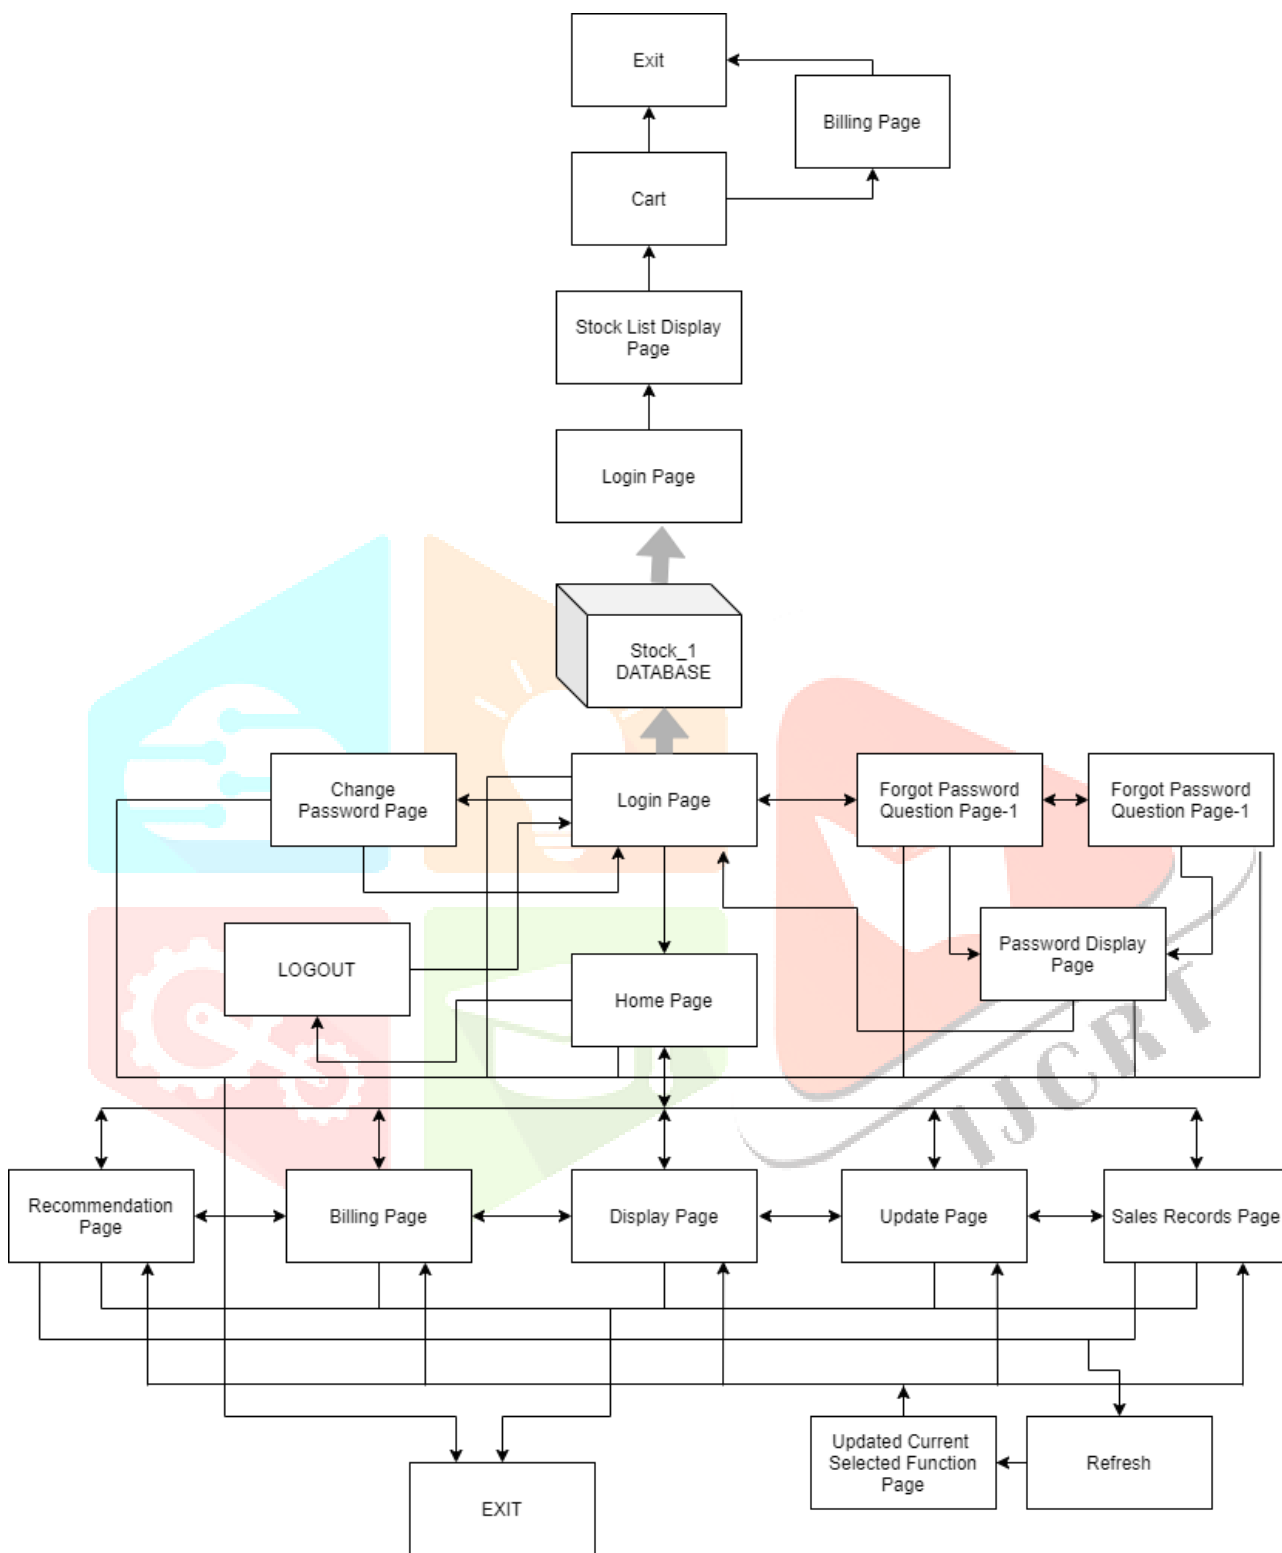 Exit
Billing Page
Cart
Stock List Display
Page
Login Page
Stock_1
DATABASE
Change
Password Page
Login Page
Forgot Password
Question Page-1
Forgot Password
Question Page-1
LOGOUT
Home Page
Password Display
Page
IJCRT
Recommendation
Page
Billing Page
Display Page
Update Page
Sales Records Page
Updated Current
Selected Function
Page
Refresh
EXIT